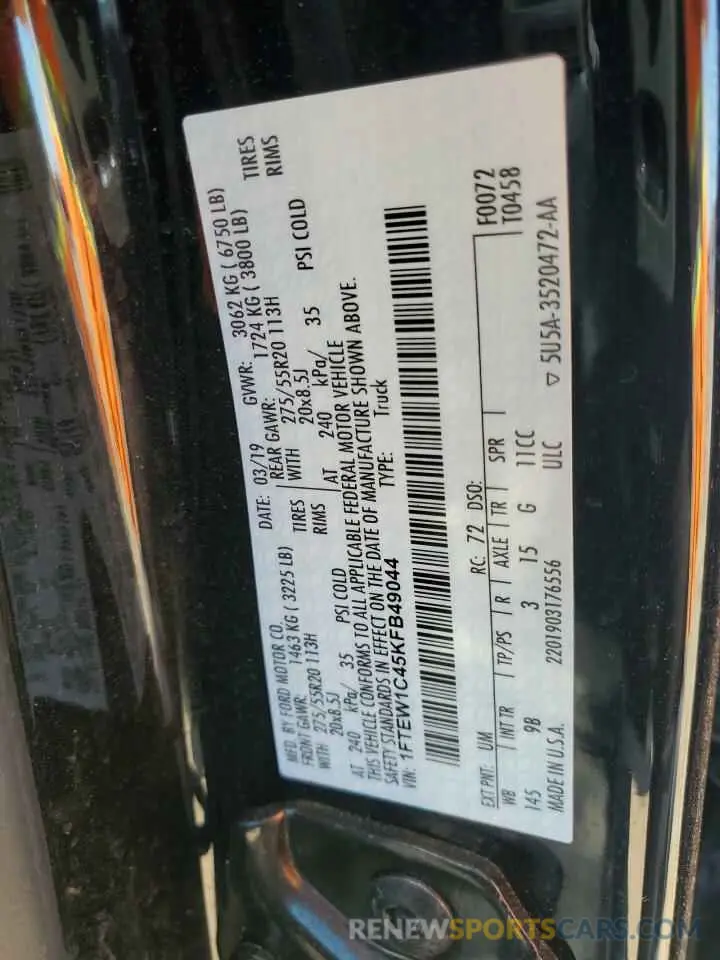 MFD. BY FORD MOTOR CO.
DATE: 03/19 GVWR: 3062 KG ( 6750 LB)
FRONT GAWR: 1463 KG ( 3225 LB) REAR GAWR: 1724 KG ( 3800 LB)
WITH 275/55R20 113H TIRES WITH 275/55R20 113H TIRES
20x8.5J RIMS 20x8.5J RIMS
AT 240 kPa/ 35 PSI COLD AT 240 kPa/ 35 PSI COLD
THIS VEHICLE CONFORMS TO ALL APPLICABLE FEDERAL MOTOR VEHICLE
SAFETY STANDARDS IN EFFECT ON THE DATE OF MANUFACTURE SHOWN ABOVE.
VIN: 1FTEW1C45KFB49044 TYPE: Truck
F0072
T0458
EXT PNT: UM RC: 72 DSO:
WB INT TR TP/PS R AXLE TR SPR
145 9B 3 15 G 11CC
MADE IN U.S.A. 2201903176556 ULC ▽ 5U5A-3520472-AA
RENEWSPORTSCARS.COM